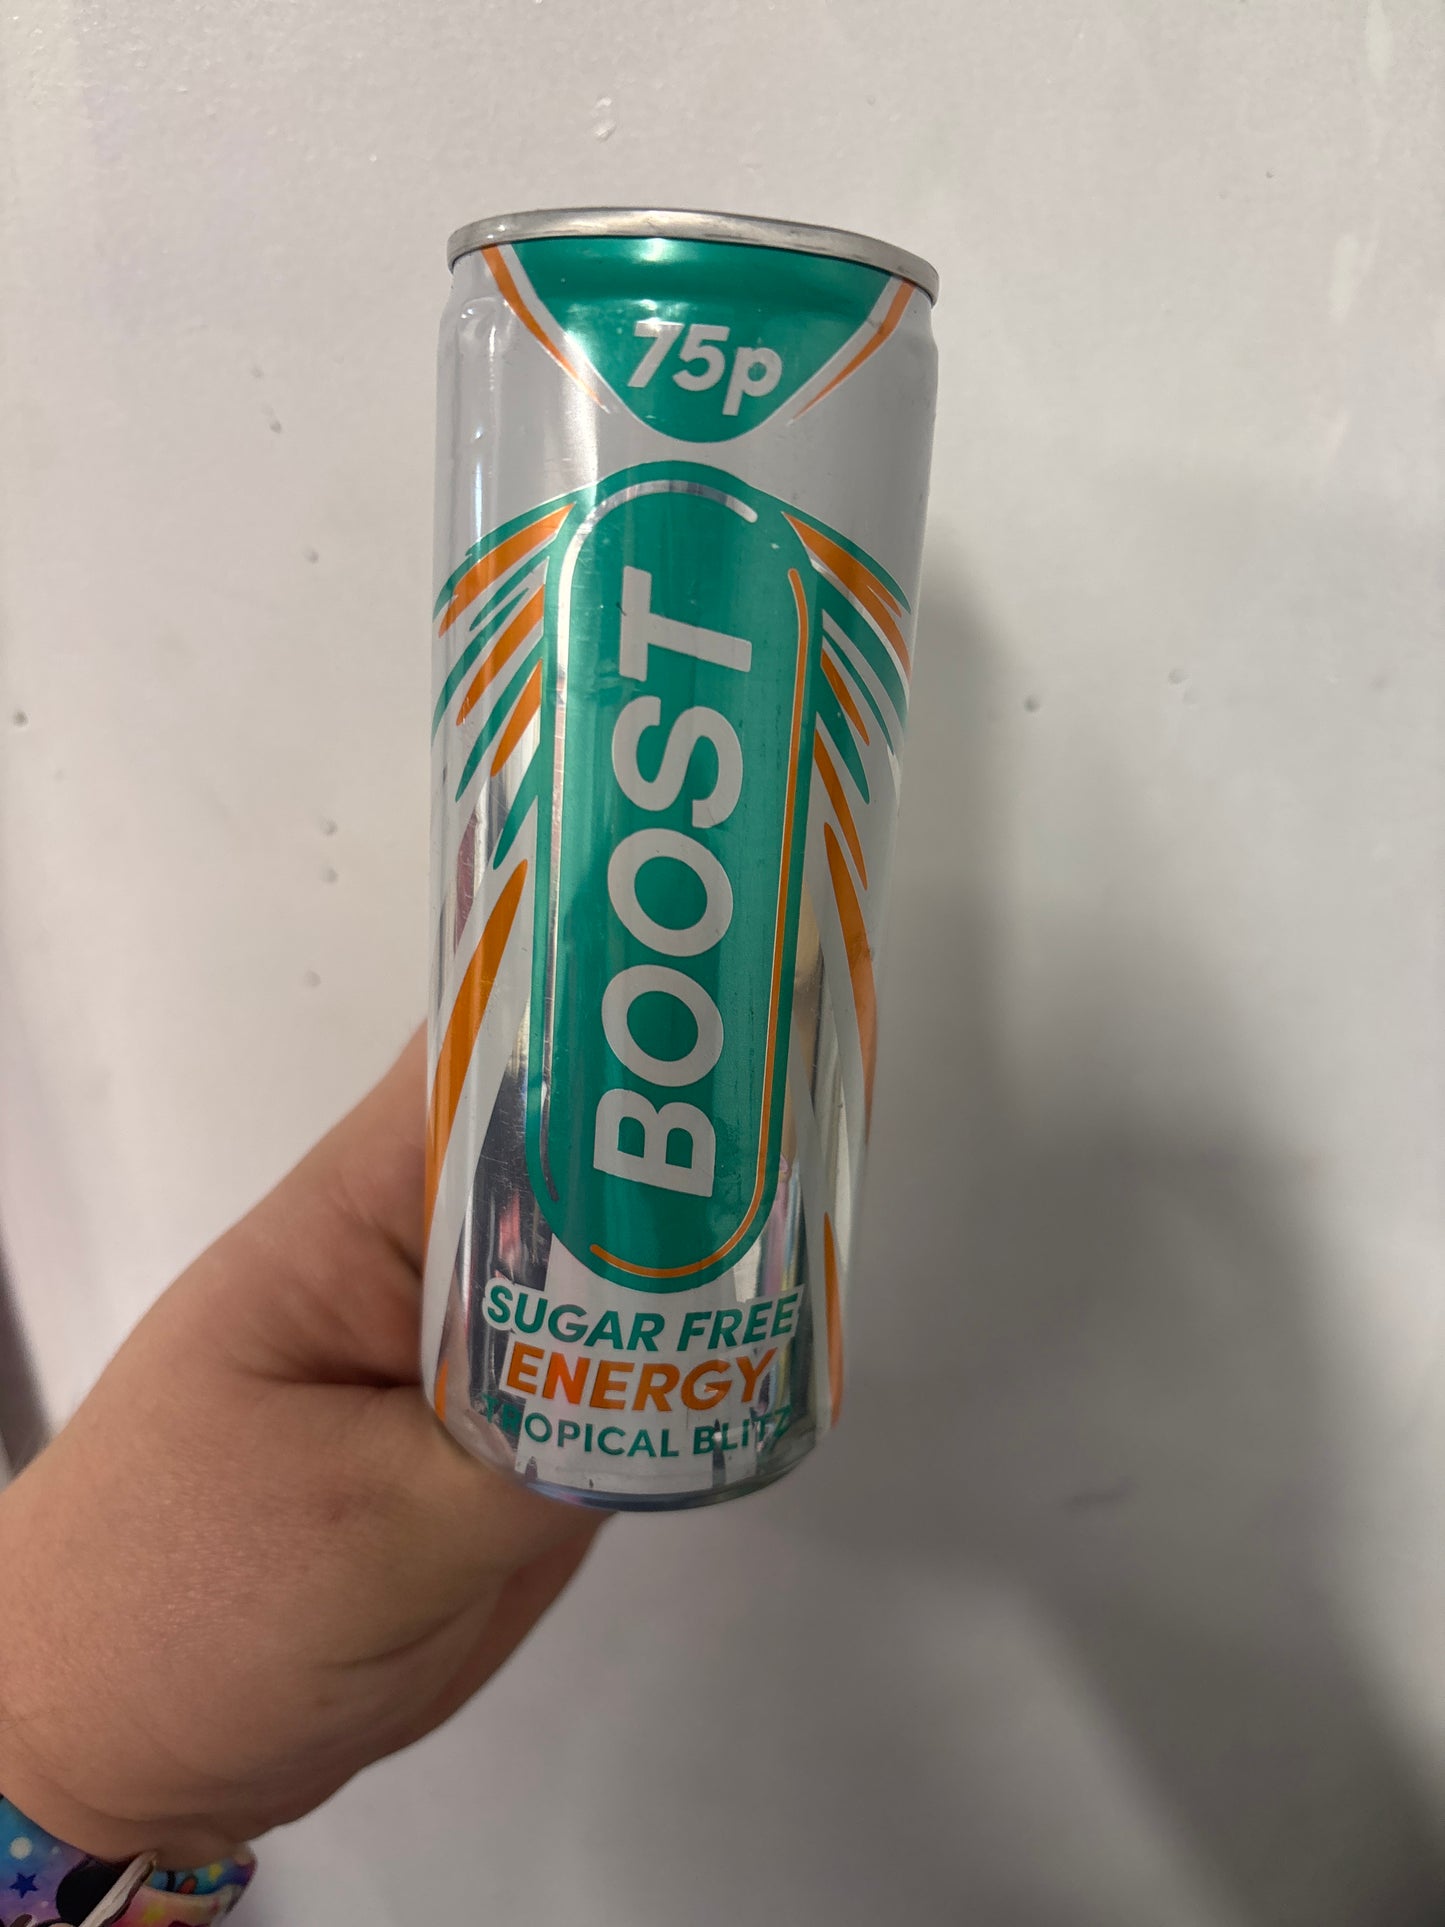 75p
BOOST
SUGAR FREE
ENERGY
TROPICAL BLITZ